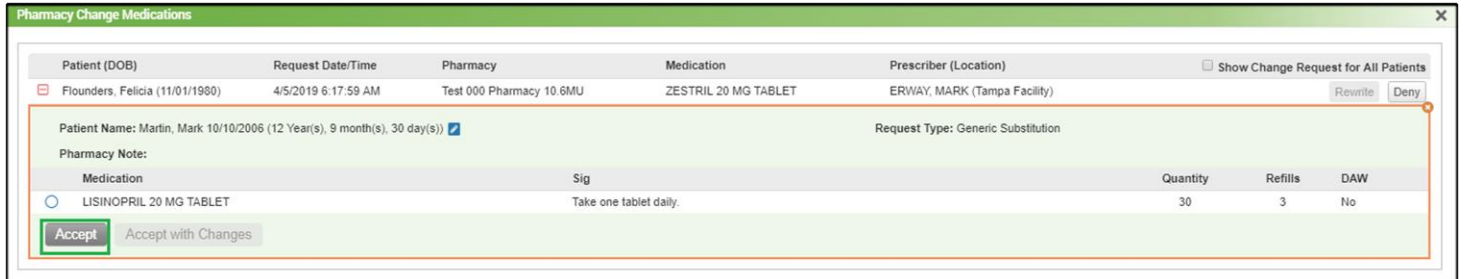 Pharmacy Change Medications
Patient (DOB) Request Date/Time Pharmacy Medication Prescriber (Location) Show Change Request for All Patients
Flounders, Felicia (11/01/1980) 4/5/2019 6:17:59 AM Test 000 Pharmacy 10.6MU ZESTRIL 20 MG TABLET ERWAY, MARK (Tampa Facility) Rewrite Deny
Patient Name: Martin, Mark 10/10/2006 (12 Year(s), 9 month(s), 30 day(s)) Request Type: Generic Substitution
Pharmacy Note:
Medication Sig Quantity Refills DAW
LISINOPRIL 20 MG TABLET Take one tablet daily. 30 3 No
Accept Accept with Changes